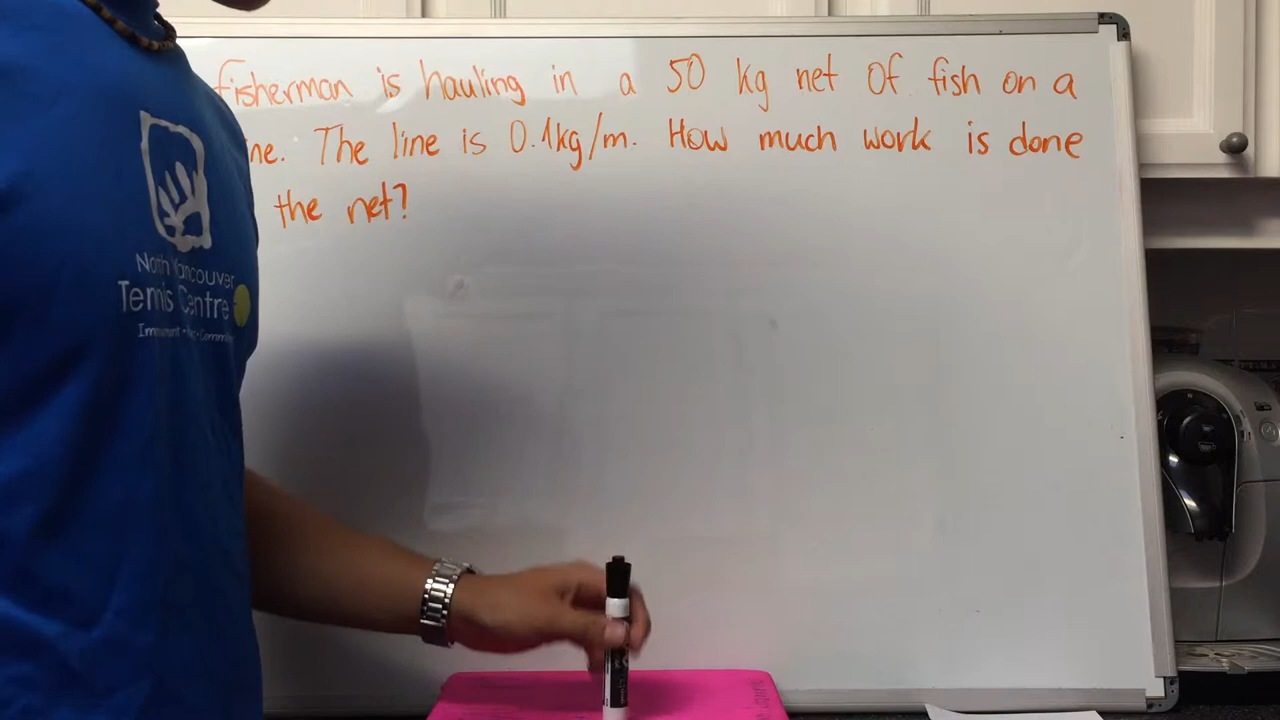 fisherman is hauling in a 50 kg net Of fish on a
The line is 0.1kg/m. How much work is done
the net?
North Vancouver
Tennis Centre